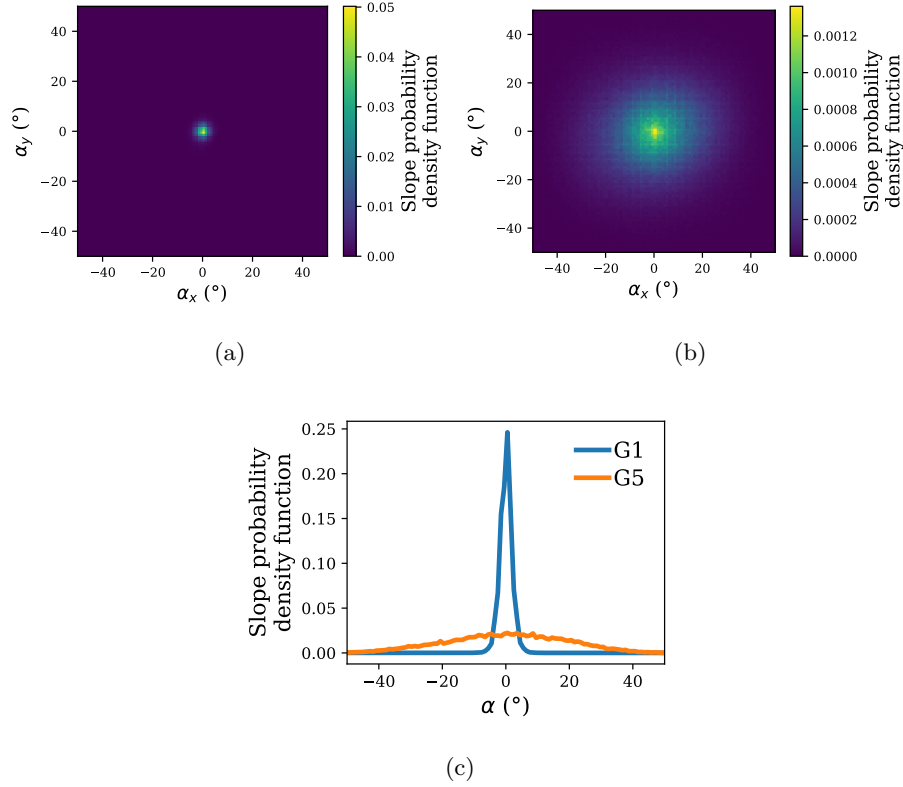 40
20
0
−20
−40
α_y (°)
−40 −20 0 20 40
α_x (°)
0.05
0.04
0.03
0.02
0.01
0.00
Slope probability
density function
(a)
40
20
0
−20
−40
α_y (°)
−40 −20 0 20 40
α_x (°)
0.0012
0.0010
0.0008
0.0006
0.0004
0.0002
0.0000
Slope probability
density function
(b)
0.25
0.20
0.15
0.10
0.05
0.00
Slope probability
density function
G1
G5
−40 −20 0 20 40
α (°)
(c)